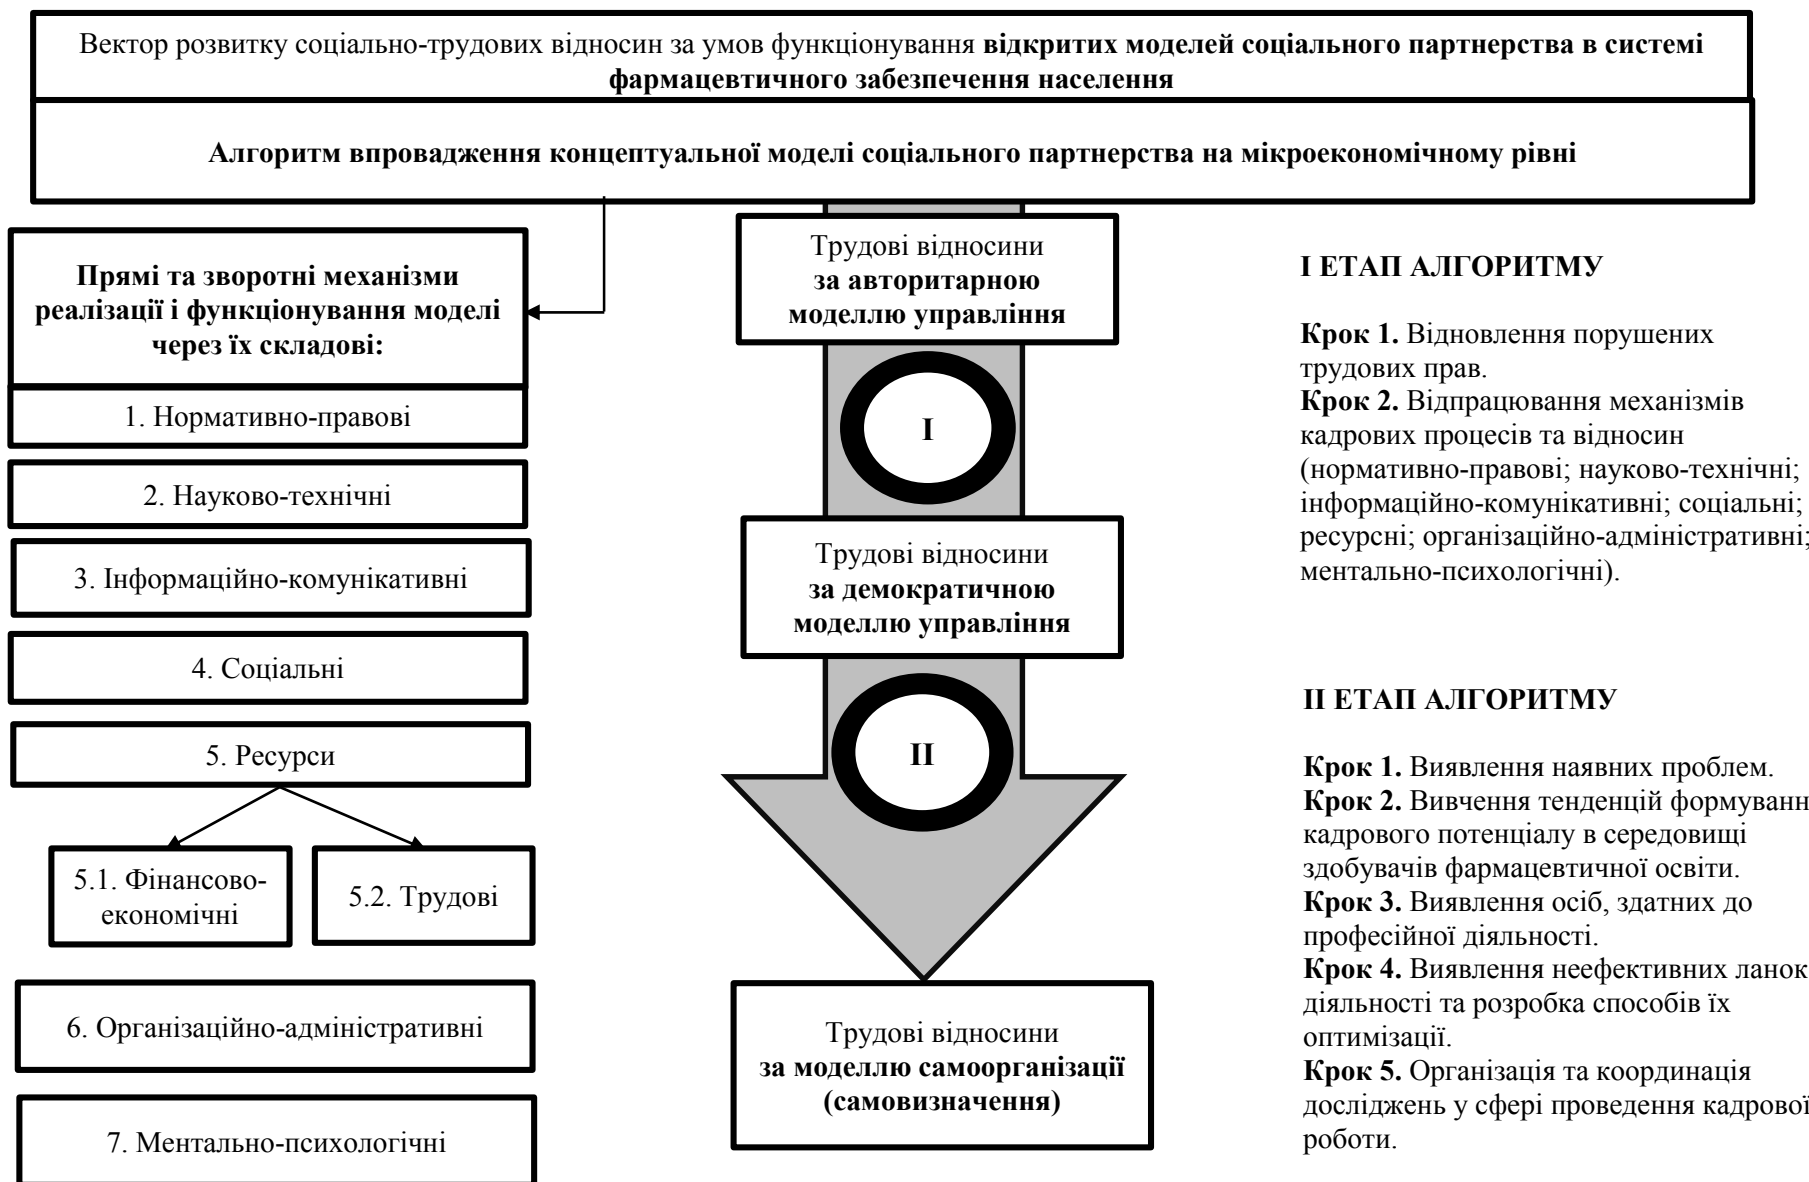 Вектор розвитку соціально-трудових відносин за умов функціонування відкритих моделей соціального партнерства в системі
фармацевтичного забезпечення населення
Алгоритм впровадження концептуальної моделі соціального партнерства на мікроекономічному рівні
Прямі та зворотні механізми
реалізації і функціонування моделі
через їх складові:
1. Нормативно-правові
2. Науково-технічні
3. Інформаційно-комунікативні
4. Соціальні
5. Ресурси
5.1. Фінансово-
економічні
5.2. Трудові
6. Організаційно-адміністративні
7. Ментально-психологічні
Трудові відносини
за авторитарною
моделлю управління
I
Трудові відносини
за демократичною
моделлю управління
II
Трудові відносини
за моделлю самоорганізації
(самовизначення)
I ЕТАП АЛГОРИТМУ
Крок 1. Відновлення порушених
трудових прав.
Крок 2. Відпрацювання механізмів
кадрових процесів та відносин
(нормативно-правові; науково-технічні;
інформаційно-комунікативні; соціальні;
ресурсні; організаційно-адміністративні;
ментально-психологічні).
II ЕТАП АЛГОРИТМУ
Крок 1. Виявлення наявних проблем.
Крок 2. Вивчення тенденцій формуванн
кадрового потенціалу в середовищі
здобувачів фармацевтичної освіти.
Крок 3. Виявлення осіб, здатних до
професійної діяльності.
Крок 4. Виявлення неефективних ланок
діяльності та розробка способів їх
оптимізації.
Крок 5. Організація та координація
досліджень у сфері проведення кадрової
роботи.